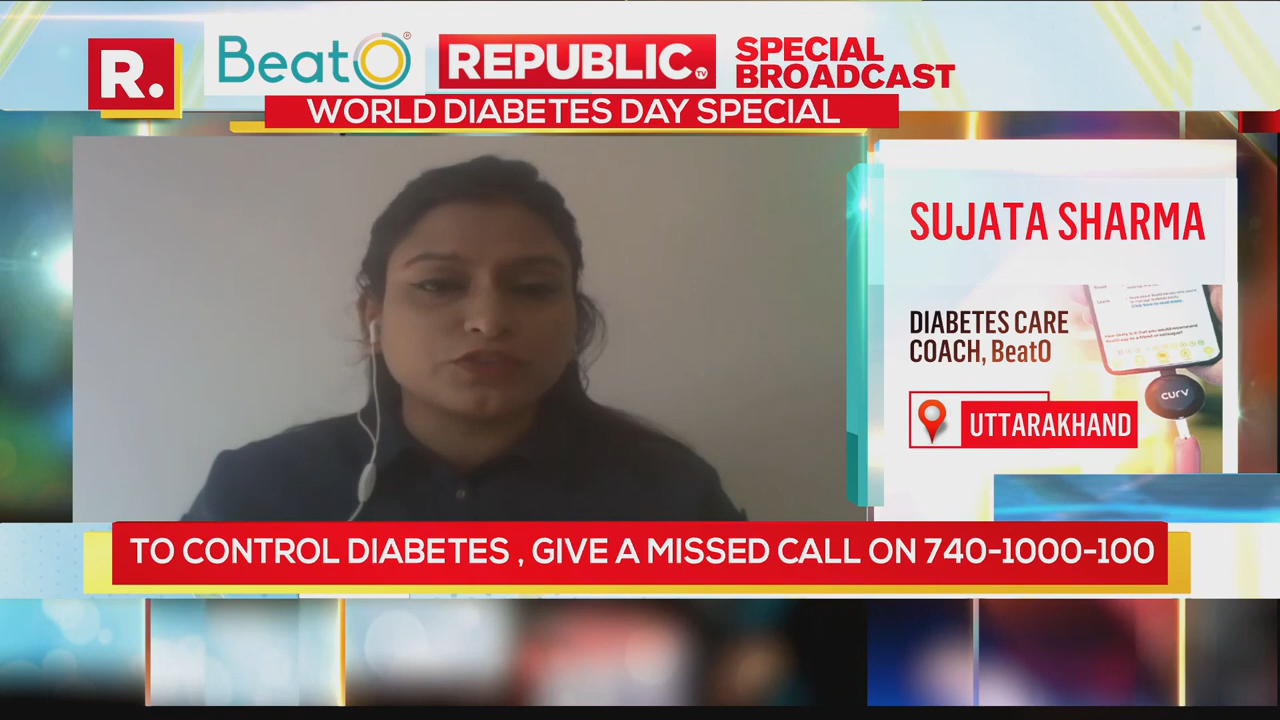 R.
BeatO®
REPUBLIC.
TV
SPECIAL
BROADCAST
WORLD DIABETES DAY SPECIAL
SUJATA SHARMA
DIABETES CARE
COACH, BeatO
curv
UTTARAKHAND
TO CONTROL DIABETES , GIVE A MISSED CALL ON 740-1000-100